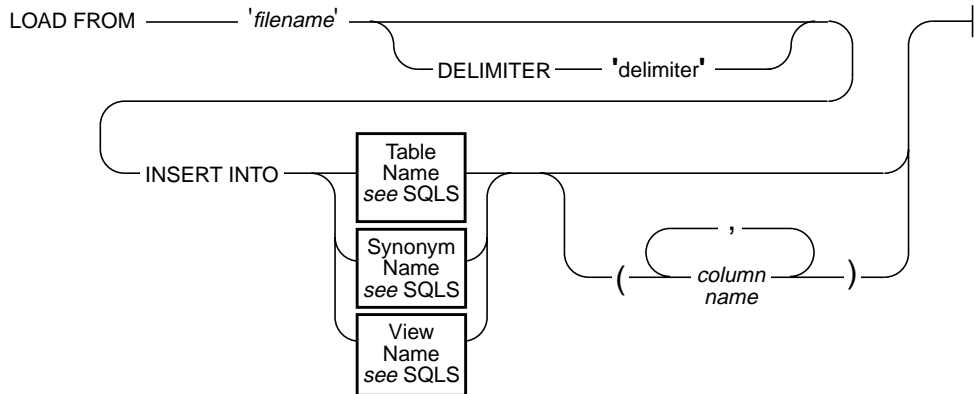 LOAD FROM 'filename'
DELIMITER 'delimiter'
INSERT INTO
Table
Name
see SQLS
Synonym
Name
see SQLS
View
Name
see SQLS
,
( column
name )